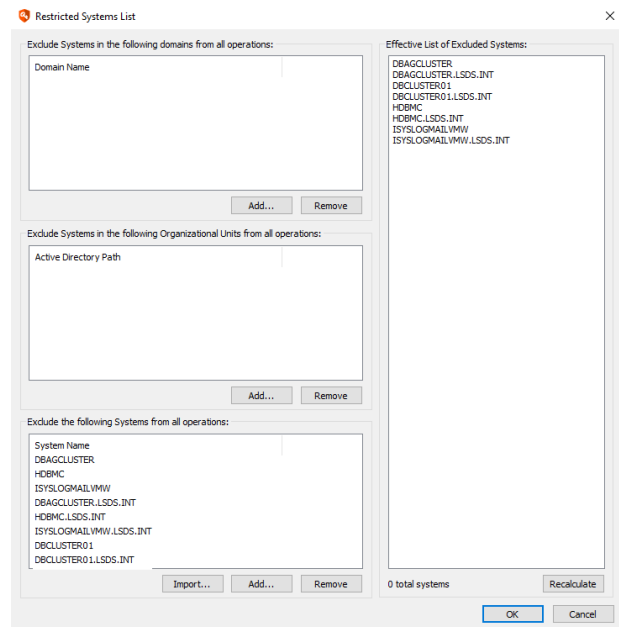 Restricted Systems List
Exclude Systems in the following domains from all operations:
Domain Name
Add...
Remove
Exclude Systems in the following Organizational Units from all operations:
Active Directory Path
Add...
Remove
Exclude the following Systems from all operations:
System Name
DBAGCLUSTER
HDBMC
ISYSLOGMAILVMW
DBAGCLUSTER.LSDS.INT
HDBMC.LSDS.INT
ISYSLOGMAILVMW.LSDS.INT
DBCLUSTER01
DBCLUSTER01.LSDS.INT
Import...
Add...
Remove
Effective List of Excluded Systems:
DBAGCLUSTER
DBAGCLUSTER.LSDS.INT
DBCLUSTER01
DBCLUSTER01.LSDS.INT
HDBMC
HDBMC.LSDS.INT
ISYSLOGMAILVMW
ISYSLOGMAILVMW.LSDS.INT
0 total systems
Recalculate
OK
Cancel